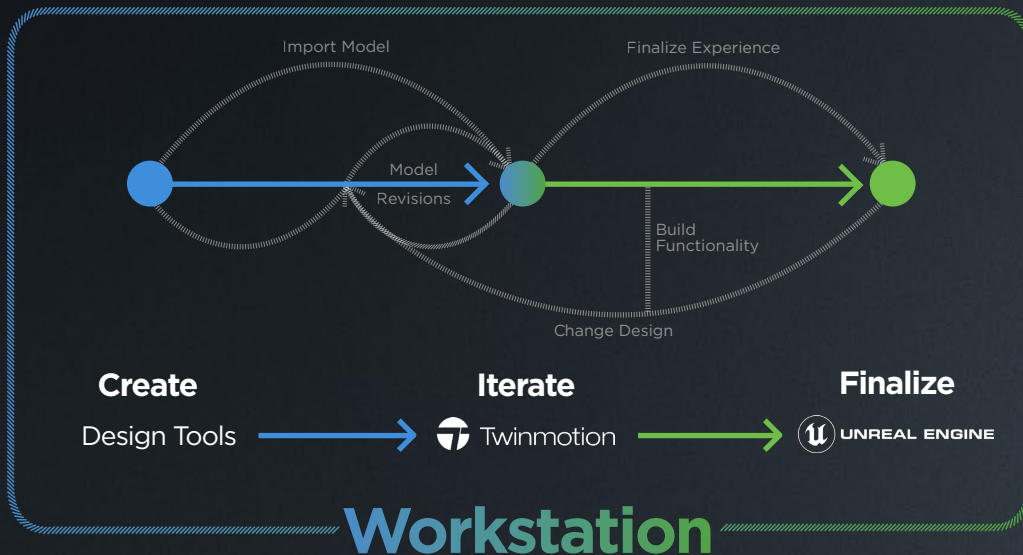 Import Model
Finalize Experience
Model
Revisions
Build
Functionality
Change Design
Create
Iterate
Finalize
Design Tools
Twinmotion
UNREAL ENGINE
Workstation